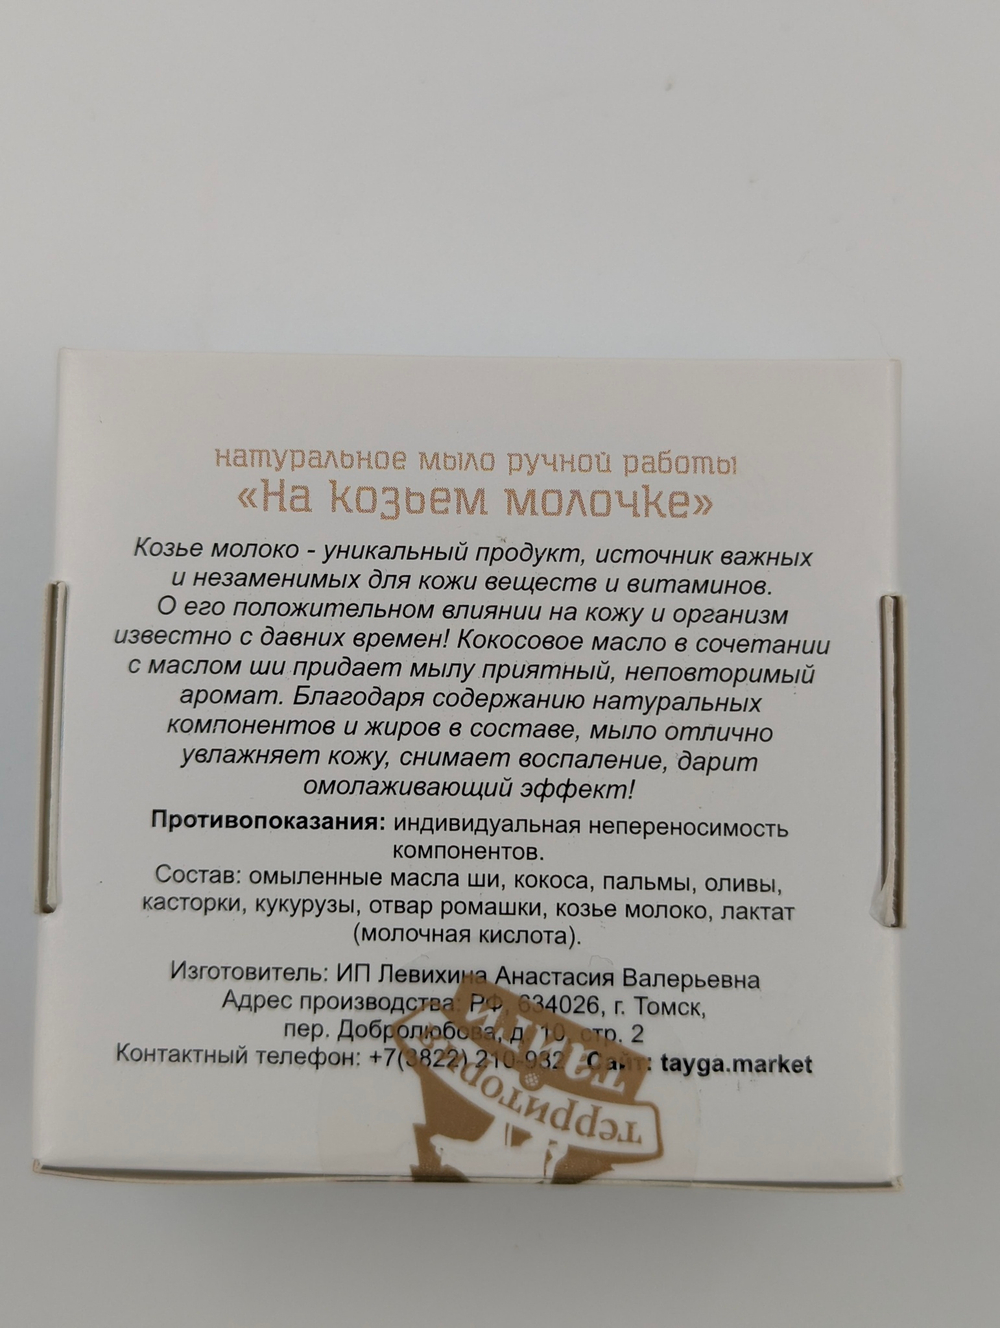 натуральное мыло ручной работы
«На козьем молочке»
Козье молоко - уникальный продукт, источник важных
и незаменимых для кожи веществ и витаминов.
О его положительном влиянии на кожу и организм
известно с давних времен! Кокосовое масло в сочетании
с маслом ши придает мылу приятный, неповторимый
аромат. Благодаря содержанию натуральных
компонентов и жиров в составе, мыло отлично
увлажняет кожу, снимает воспаление, дарит
омолаживающий эффект!
Противопоказания: индивидуальная непереносимость
компонентов.
Состав: омыленные масла ши, кокоса, пальмы, оливы,
касторки, кукурузы, отвар ромашки, козье молоко, лактат
(молочная кислота).
Изготовитель: ИП Левихина Анастасия Валерьевна
Адрес производства: РФ, 634026, г. Томск,
пер. Добролюбова, д. 10, стр. 2
Контактный телефон: +7(3822) 210-982 Сайт: tayga.market
территория
тайги